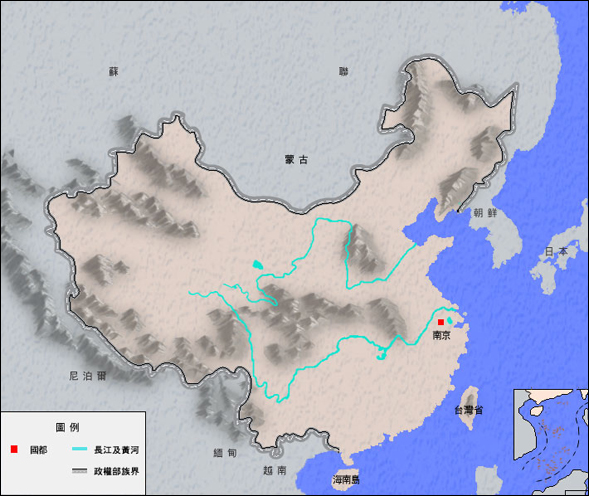 蘇
聯
蒙古
朝鮮
日本
南京
尼泊爾
台灣省
緬甸
越南
海南島
圖例
國都
長江及黃河
政權部族界